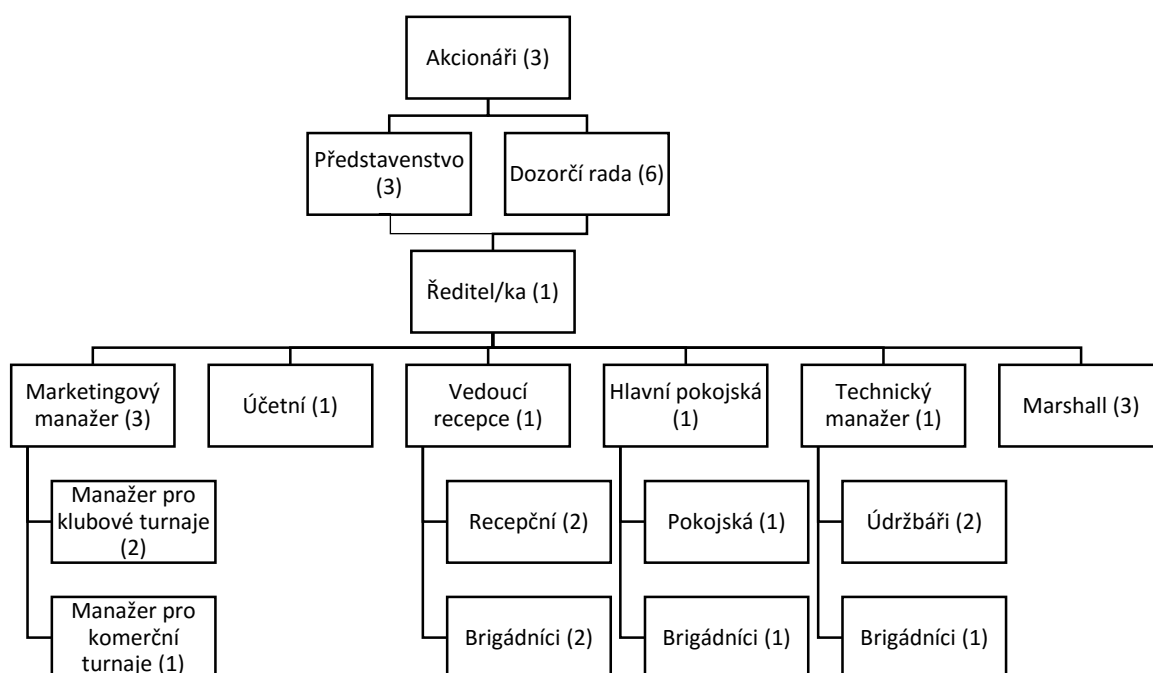 Akcionáři (3)
Představenstvo
(3)
Dozorčí rada (6)
Ředitel/ka (1)
Marketingový
manažer (3)
Účetní (1)
Vedoucí
recepce (1)
Hlavní pokojská
(1)
Technický
manažer (1)
Marshall (3)
Manažer pro
klubové turnaje
(2)
Recepční (2)
Pokojská (1)
Údržbáři (2)
Manažer pro
komerční
turnaje (1)
Brigádníci (2)
Brigádníci (1)
Brigádníci (1)